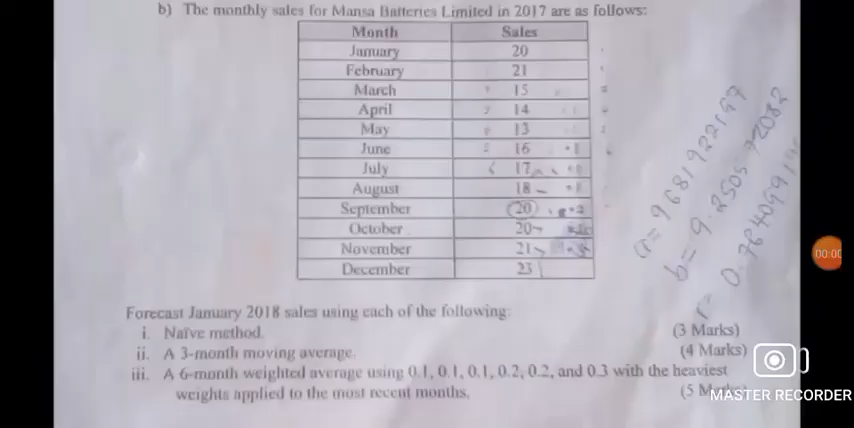 b) The monthly sales for Mansa Batteries Limited in 2017 are as follows:
Month Sales
January 20
February 21
March 15
April 14
May 13
June 16
July 17
August 18
September 20
October 20
November 21
December 23
a= 9681922197
b= 9.250572082
r=
Forecast January 2018 sales using each of the following:
i. Naïve method. (3 Marks)
ii. A 3-month moving average. (4 Marks)
iii. A 6-month weighted average using 0.1, 0.1, 0.1, 0.2, 0.2, and 0.3 with the heaviest
weights applied to the most recent months. (5
00:00
MASTER RECORDER